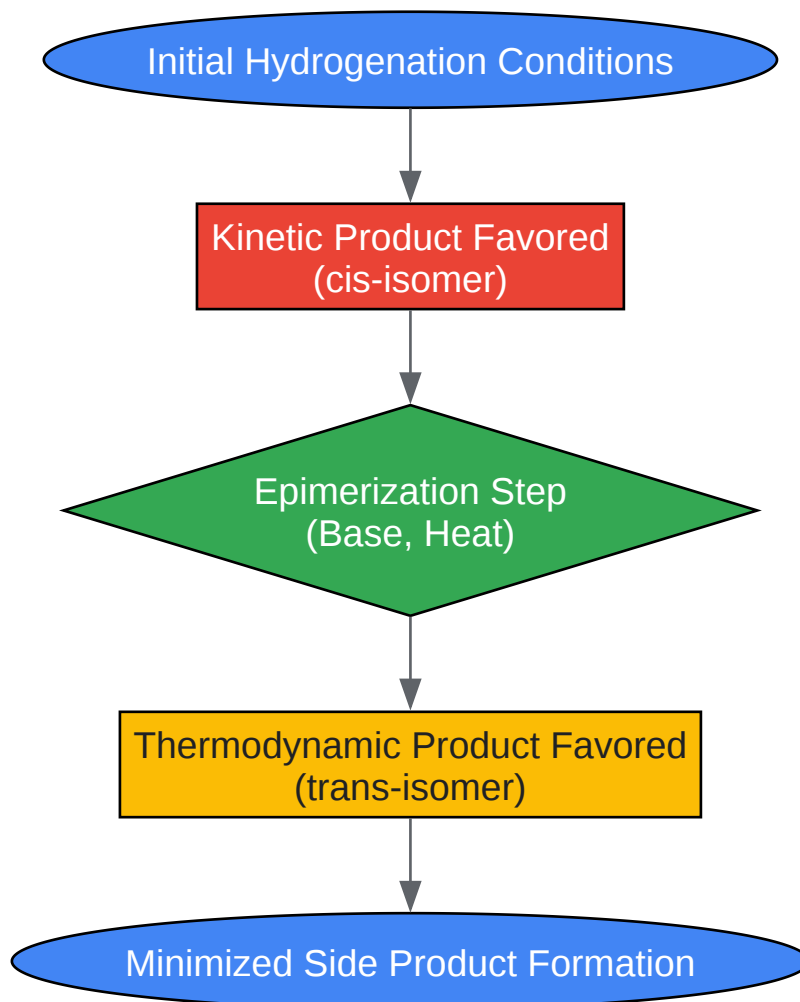 Initial Hydrogenation Conditions
Kinetic Product Favored
(cis-isomer)
Epimerization Step
(Base, Heat)
Thermodynamic Product Favored
(trans-isomer)
Minimized Side Product Formation